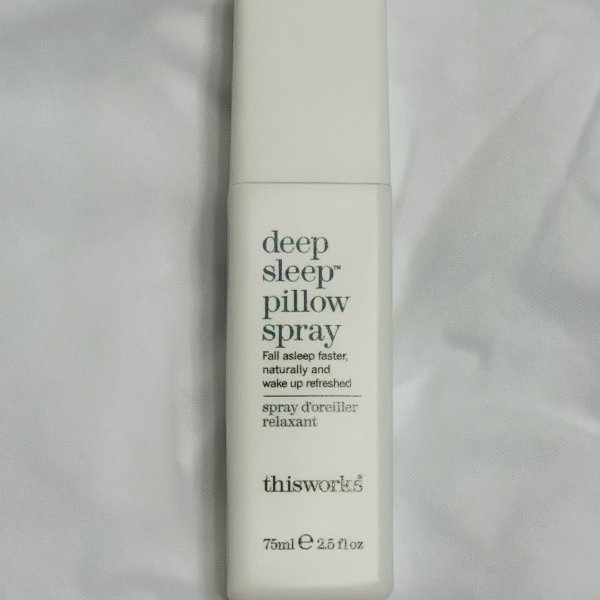 deep
sleep™
pillow
spray
Fall asleep faster,
naturally and
wake up refreshed
spray d'oreiller
relaxant
thisworks®
75ml ℮ 2.5 fl oz